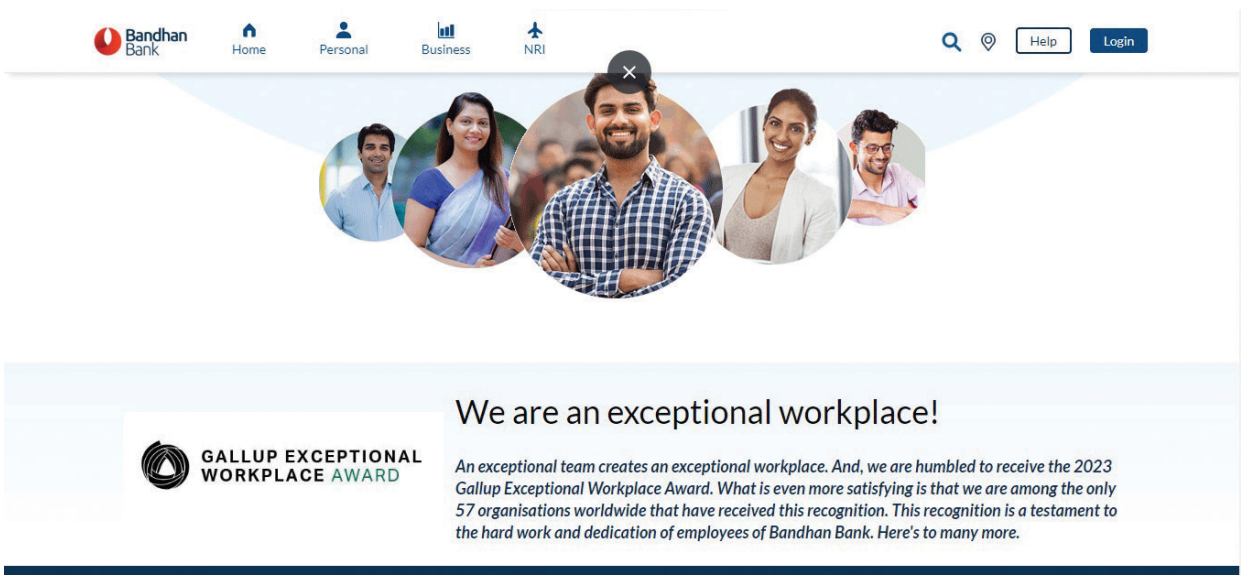 Bandhan
Bank
Home
Personal
Business
NRI
Help
Login
We are an exceptional workplace!
GALLUP EXCEPTIONAL
WORKPLACE AWARD
An exceptional team creates an exceptional workplace. And, we are humbled to receive the 2023
Gallup Exceptional Workplace Award. What is even more satisfying is that we are among the only
57 organisations worldwide that have received this recognition. This recognition is a testament to
the hard work and dedication of employees of Bandhan Bank. Here's to many more.